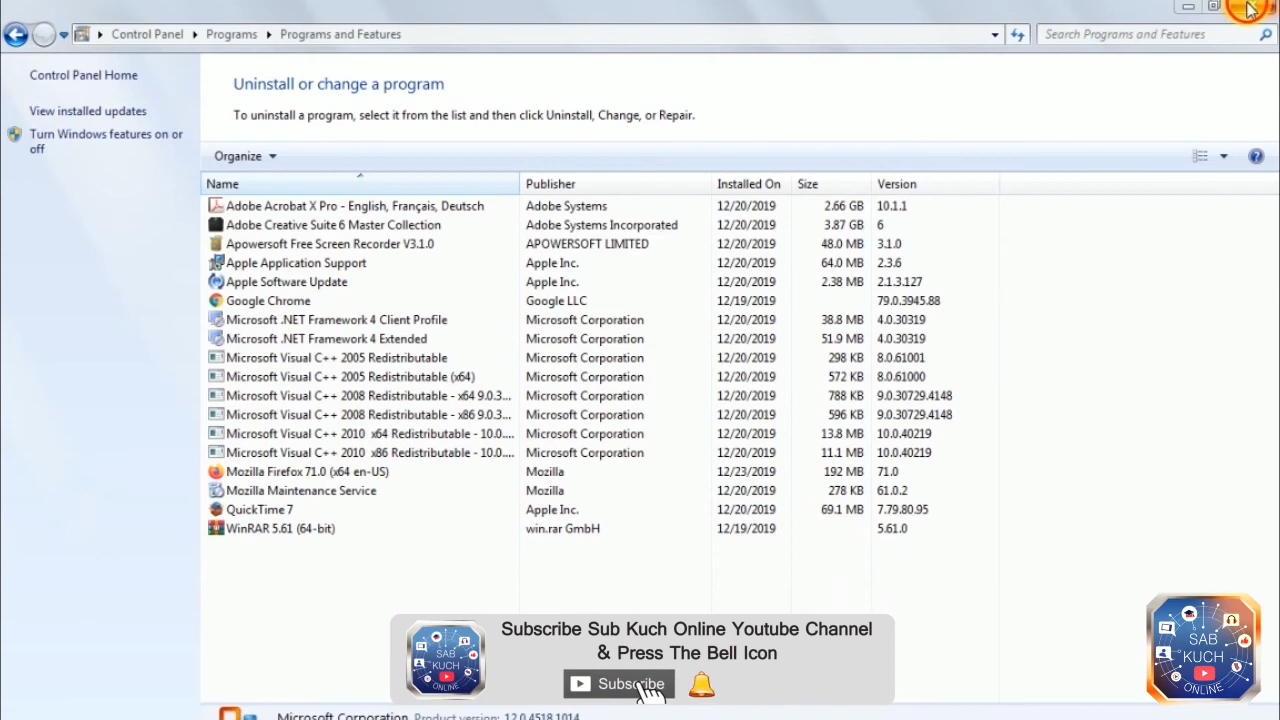 Control Panel Programs Programs and Features Search Programs and Features
Control Panel Home
View installed updates
Turn Windows features on or
off
Uninstall or change a program
To uninstall a program, select it from the list and then click Uninstall, Change, or Repair.
Organize
Name Publisher Installed On Size Version
Adobe Acrobat X Pro - English, Français, Deutsch Adobe Systems 12/20/2019 2.66 GB 10.1.1
Adobe Creative Suite 6 Master Collection Adobe Systems Incorporated 12/20/2019 3.87 GB 6
Apowersoft Free Screen Recorder V3.1.0 APOWERSOFT LIMITED 12/20/2019 48.0 MB 3.1.0
Apple Application Support Apple Inc. 12/20/2019 64.0 MB 2.3.6
Apple Software Update Apple Inc. 12/20/2019 2.38 MB 2.1.3.127
Google Chrome Google LLC 12/19/2019 79.0.3945.88
Microsoft .NET Framework 4 Client Profile Microsoft Corporation 12/20/2019 38.8 MB 4.0.30319
Microsoft .NET Framework 4 Extended Microsoft Corporation 12/20/2019 51.9 MB 4.0.30319
Microsoft Visual C++ 2005 Redistributable Microsoft Corporation 12/20/2019 298 KB 8.0.61001
Microsoft Visual C++ 2005 Redistributable (x64) Microsoft Corporation 12/20/2019 572 KB 8.0.61000
Microsoft Visual C++ 2008 Redistributable - x64 9.0.3... Microsoft Corporation 12/20/2019 788 KB 9.0.30729.4148
Microsoft Visual C++ 2008 Redistributable - x86 9.0.3... Microsoft Corporation 12/20/2019 596 KB 9.0.30729.4148
Microsoft Visual C++ 2010 x64 Redistributable - 10.0.... Microsoft Corporation 12/20/2019 13.8 MB 10.0.40219
Microsoft Visual C++ 2010 x86 Redistributable - 10.0.... Microsoft Corporation 12/20/2019 11.1 MB 10.0.40219
Mozilla Firefox 71.0 (x64 en-US) Mozilla 12/23/2019 192 MB 71.0
Mozilla Maintenance Service Mozilla 12/20/2019 278 KB 61.0.2
QuickTime 7 Apple Inc. 12/20/2019 69.1 MB 7.79.80.95
WinRAR 5.61 (64-bit) win.rar GmbH 12/19/2019 5.61.0
Subscribe Sub Kuch Online Youtube Channel
& Press The Bell Icon
Subscribe
SAB
KUCH
ONLINE
SAB
KUCH
ONLINE
Microsoft Corporation Product version: 12.0.4518.1014